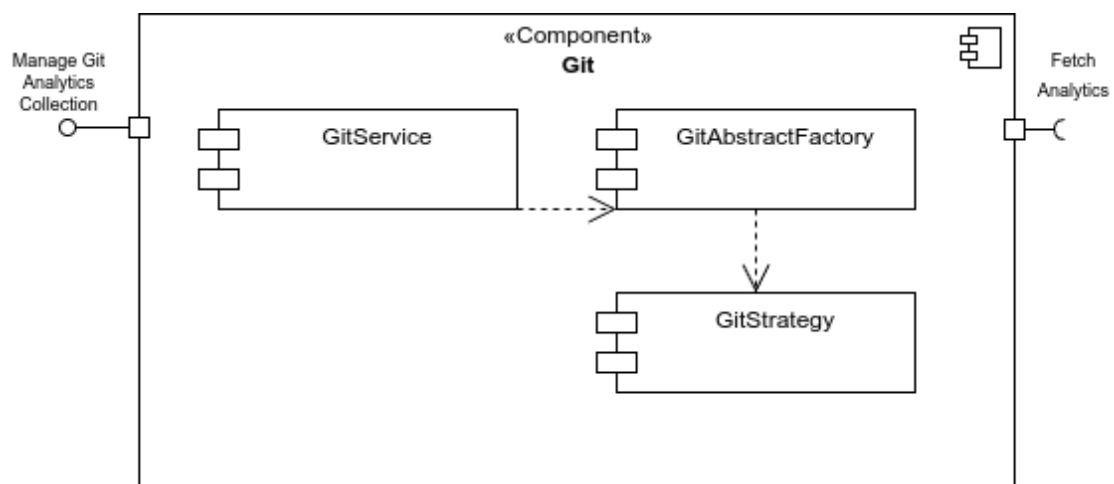 «Component»
Git
Manage Git
Analytics
Collection
Fetch
Analytics
GitService
GitAbstractFactory
GitStrategy